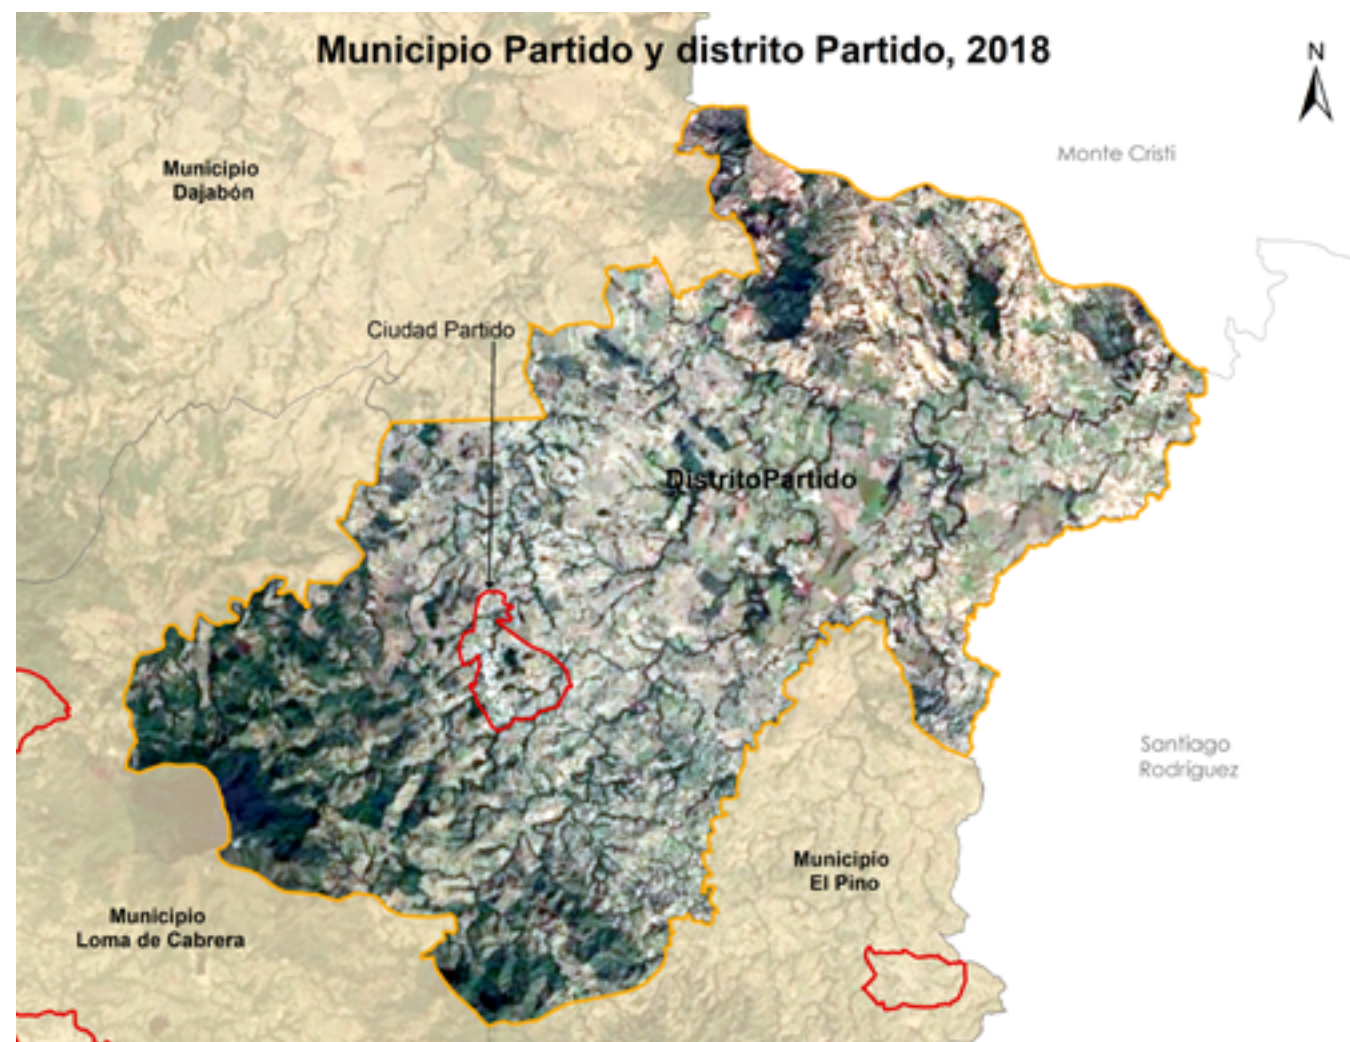 Municipio Partido y distrito Partido, 2018
N
Monte Cristi
Municipio
Dajabón
Ciudad Partido
DistritoPartido
Santiago
Rodríguez
Municipio
El Pino
Municipio
Loma de Cabrera